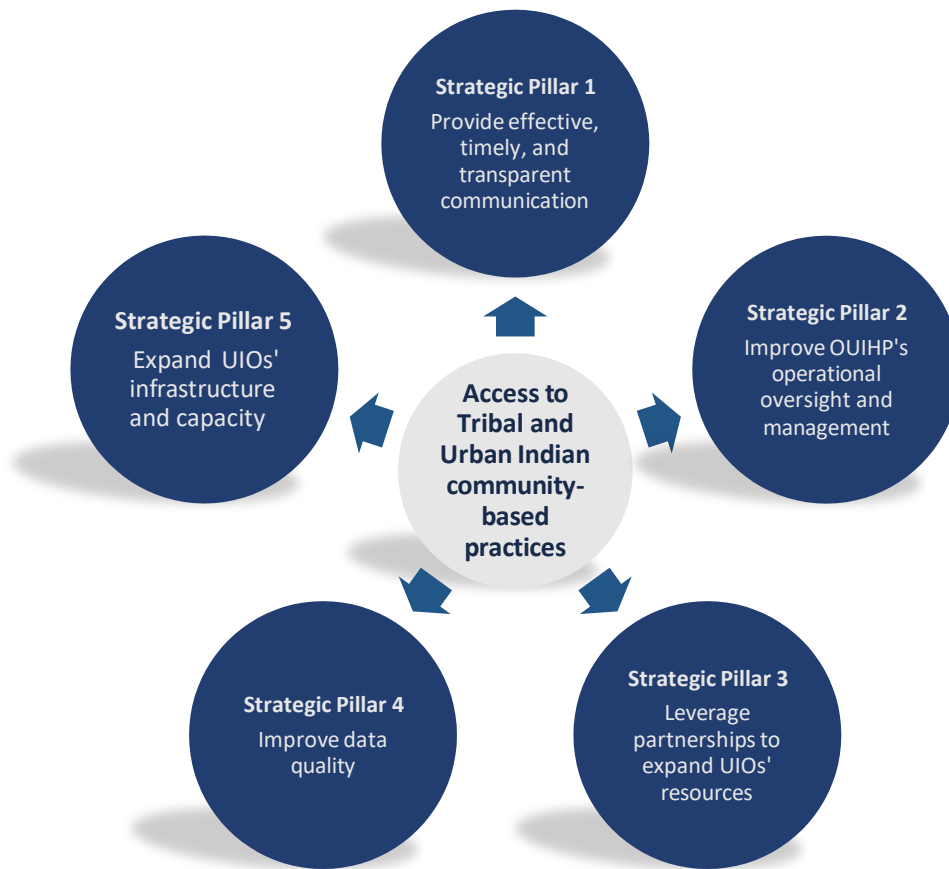 Strategic Pillar 1
Provide effective,
timely, and
transparent
communication
Strategic Pillar 2
Improve OUIHP's
operational
oversight and
management
Strategic Pillar 3
Leverage
partnerships to
expand UIOs'
resources
Strategic Pillar 4
Improve data
quality
Strategic Pillar 5
Expand UIOs'
infrastructure
and capacity
Access to
Tribal and
Urban Indian
community-
based
practices